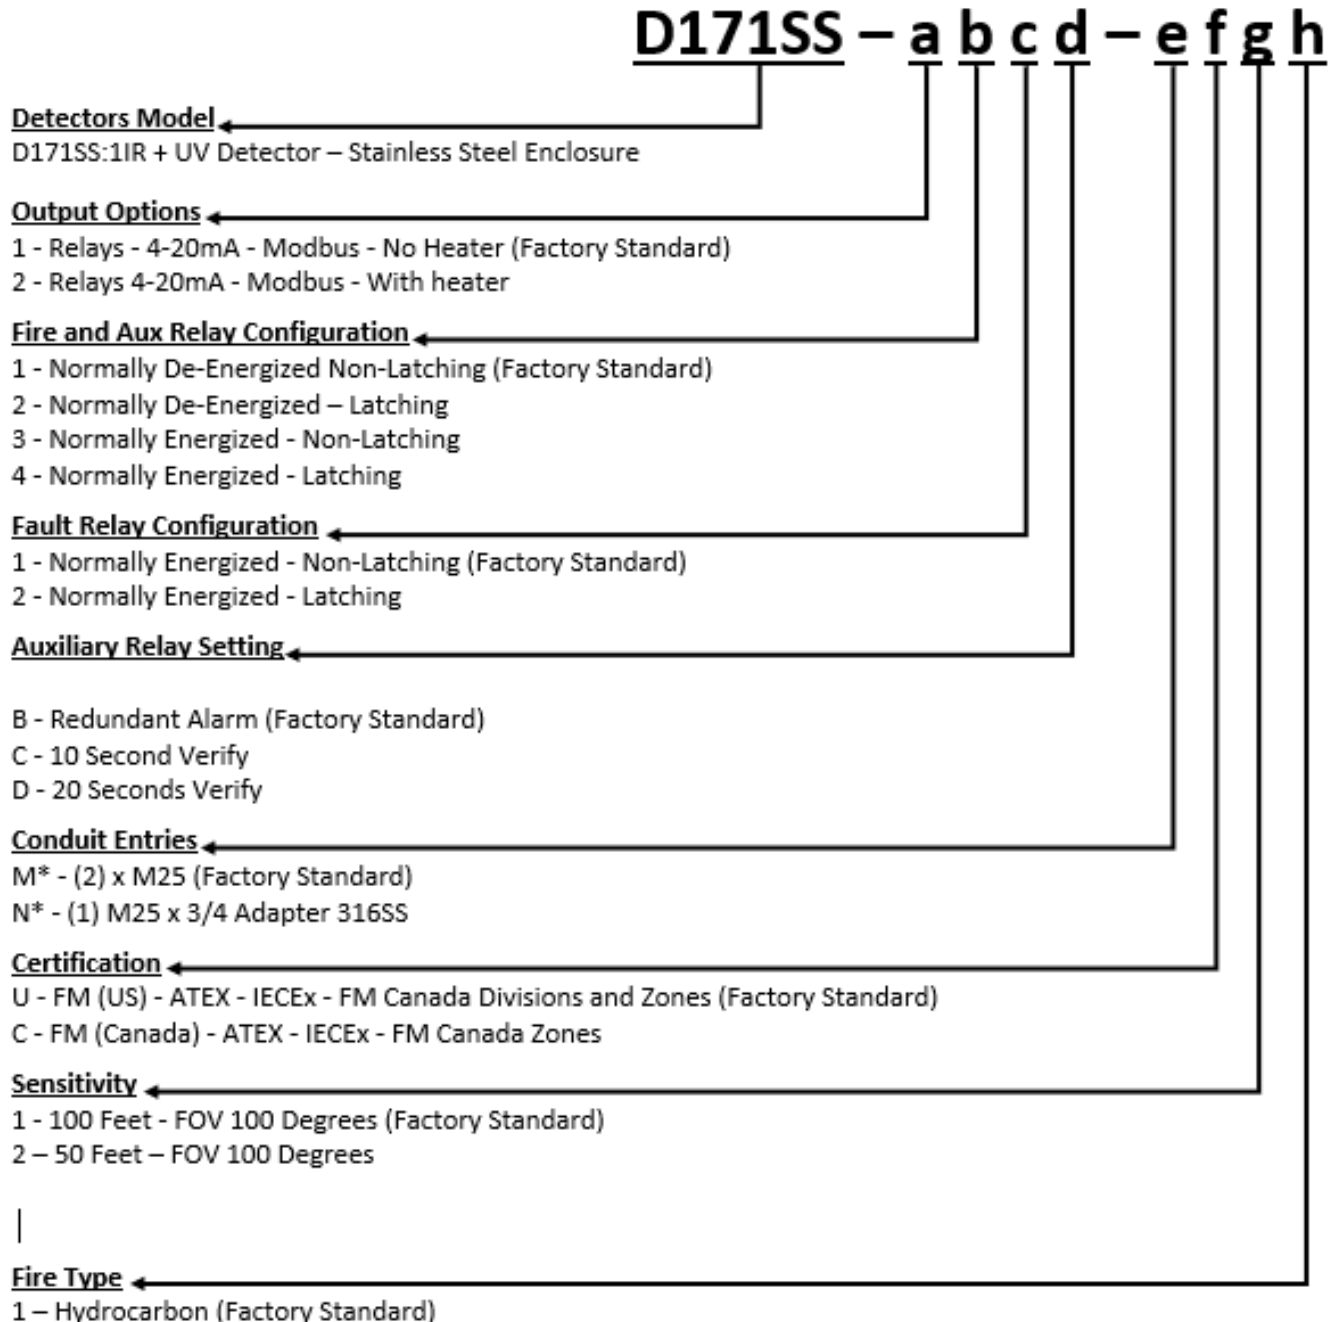 D171SS – a b c d – e f g h
Detectors Model
D171SS:1IR + UV Detector – Stainless Steel Enclosure
Output Options
1 - Relays - 4-20mA - Modbus - No Heater (Factory Standard)
2 - Relays 4-20mA - Modbus - With heater
Fire and Aux Relay Configuration
1 - Normally De-Energized Non-Latching (Factory Standard)
2 - Normally De-Energized – Latching
3 - Normally Energized - Non-Latching
4 - Normally Energized - Latching
Fault Relay Configuration
1 - Normally Energized - Non-Latching (Factory Standard)
2 - Normally Energized - Latching
Auxiliary Relay Setting
B - Redundant Alarm (Factory Standard)
C - 10 Second Verify
D - 20 Seconds Verify
Conduit Entries
M* - (2) x M25 (Factory Standard)
N* - (1) M25 x 3/4 Adapter 316SS
Certification
U - FM (US) - ATEX - IECEx - FM Canada Divisions and Zones (Factory Standard)
C - FM (Canada) - ATEX - IECEx - FM Canada Zones
Sensitivity
1 - 100 Feet - FOV 100 Degrees (Factory Standard)
2 – 50 Feet – FOV 100 Degrees
Fire Type
1 – Hydrocarbon (Factory Standard)